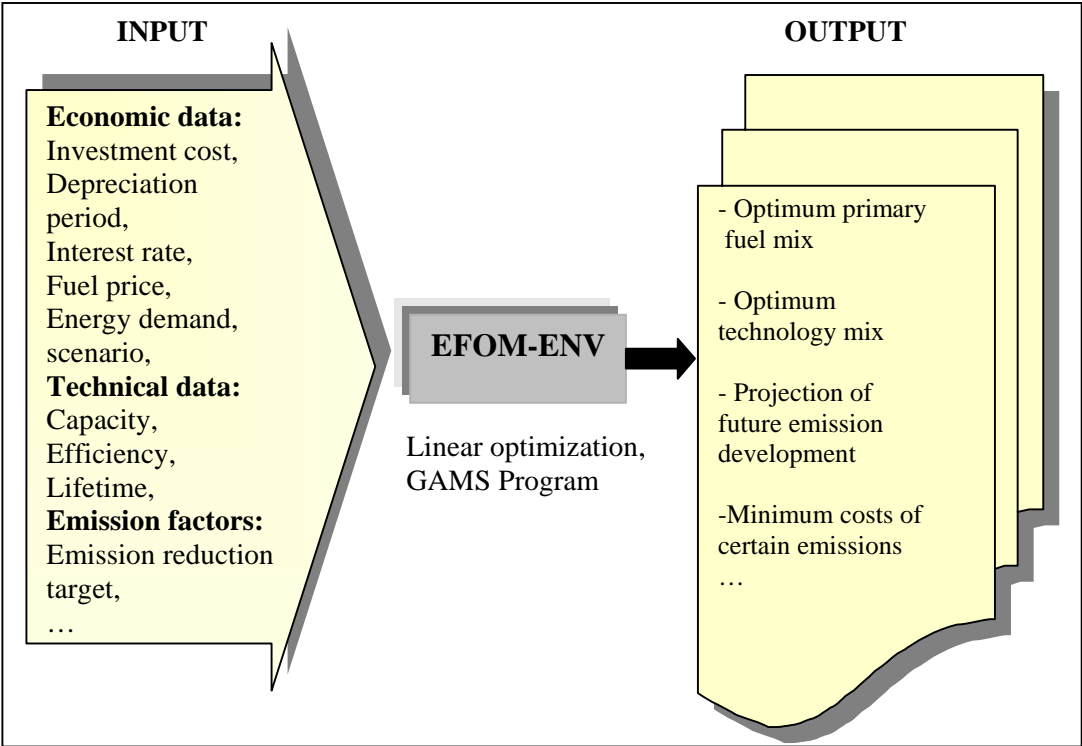 INPUT
Economic data:
Investment cost,
Depreciation
period,
Interest rate,
Fuel price,
Energy demand,
scenario,
Technical data:
Capacity,
Efficiency,
Lifetime,
Emission factors:
Emission reduction
target,
…
EFOM-ENV
Linear optimization,
GAMS Program
OUTPUT
- Optimum primary
fuel mix
- Optimum
technology mix
- Projection of
future emission
development
-Minimum costs of
certain emissions
…